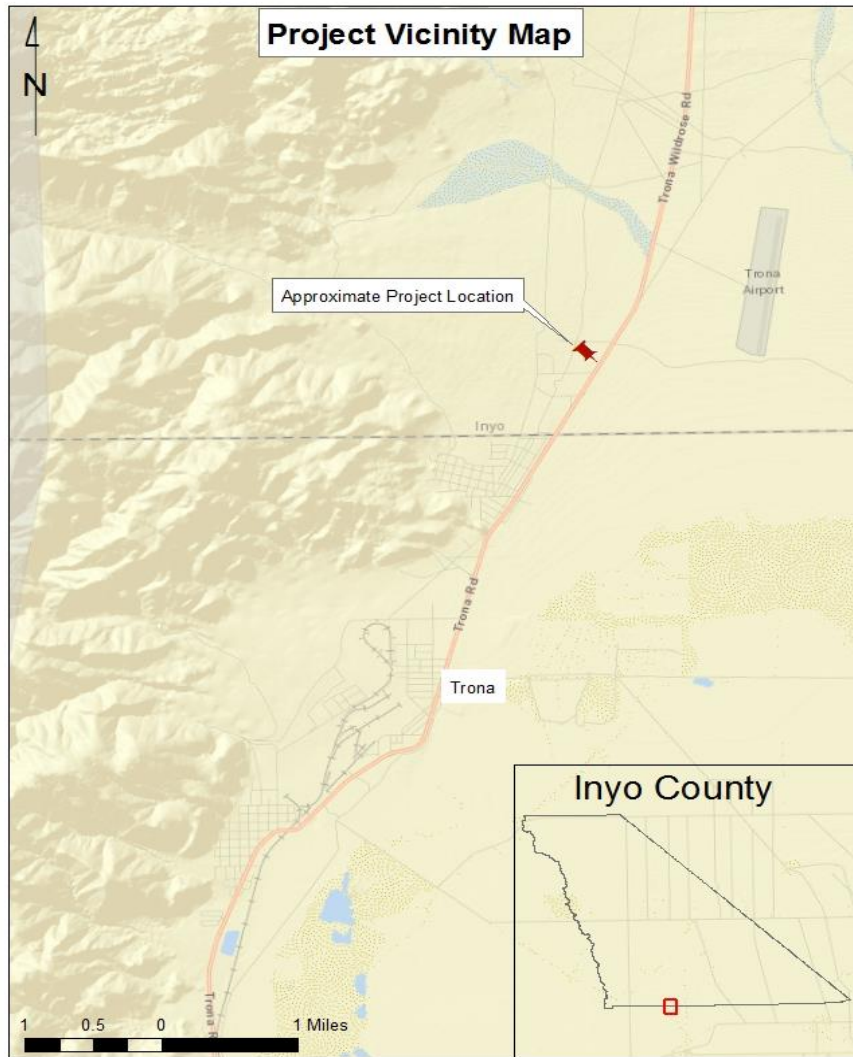 Project Vicinity Map
N
Trona Wildrose Rd
Trona
Airport
Approximate Project Location
Inyo
Trona Rd
Trona
Inyo County
Trona R
1 0.5 0 1 Miles